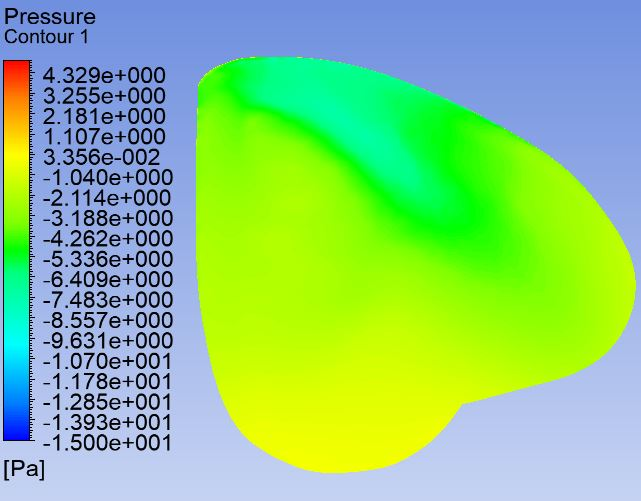 Pressure
Contour 1
4.329e+000
3.255e+000
2.181e+000
1.107e+000
3.356e-002
-1.040e+000
-2.114e+000
-3.188e+000
-4.262e+000
-5.336e+000
-6.409e+000
-7.483e+000
-8.557e+000
-9.631e+000
-1.070e+001
-1.178e+001
-1.285e+001
-1.393e+001
-1.500e+001
[Pa]